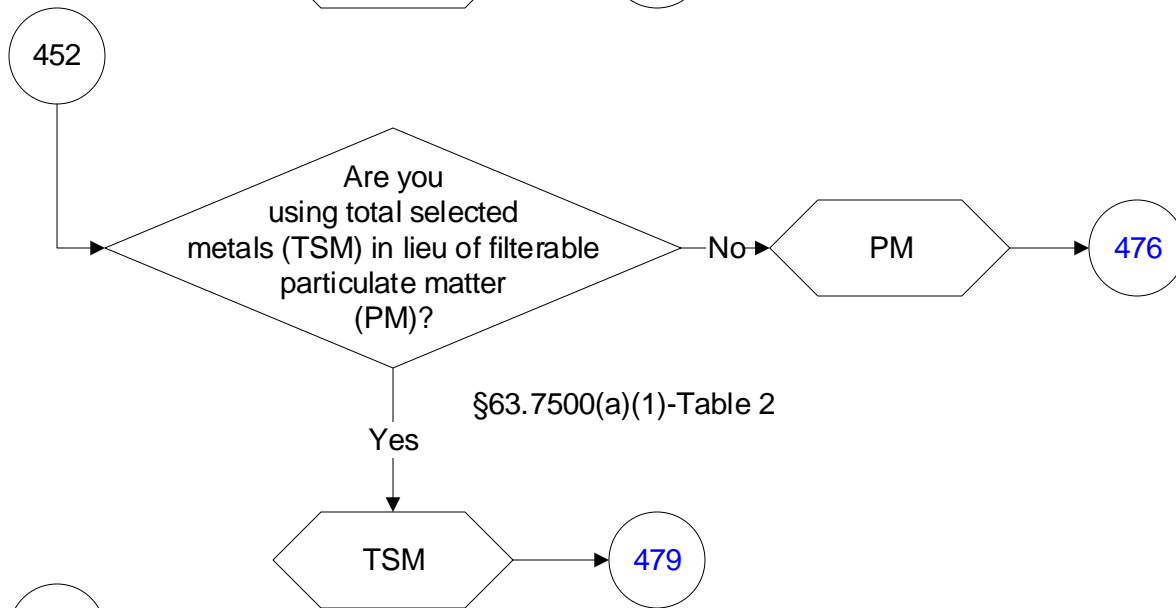 452
Are you
using total selected
metals (TSM) in lieu of filterable
particulate matter
(PM)?
No
PM
476
§63.7500(a)(1)-Table 2
Yes
TSM
479